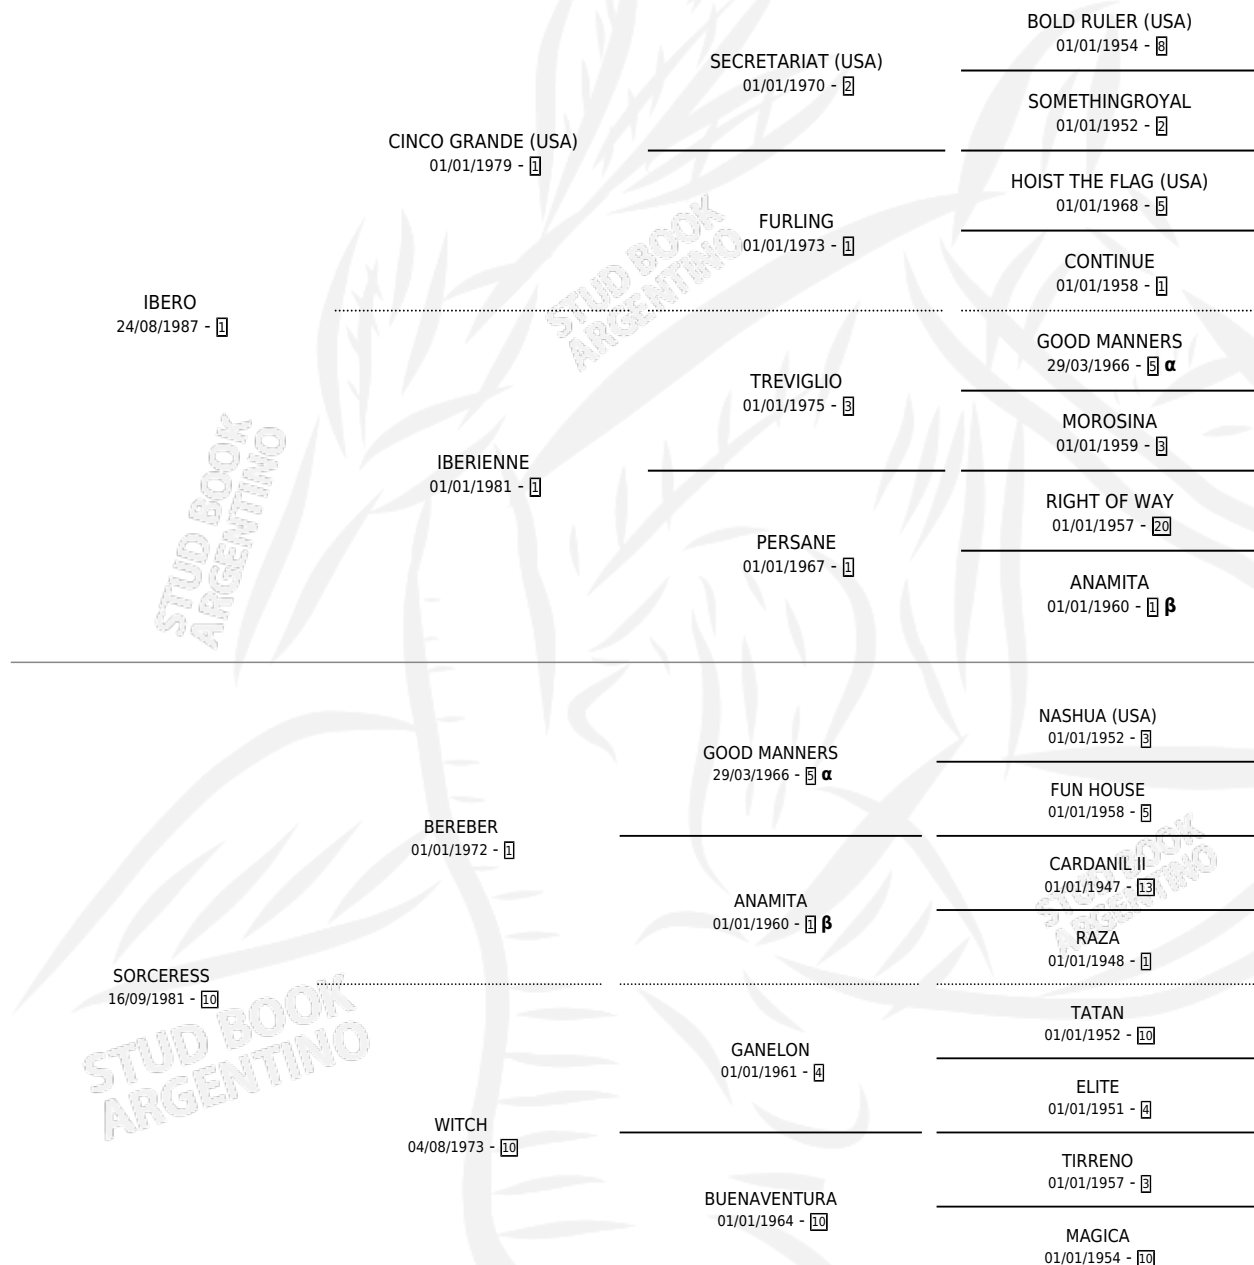 BOLD RULER (USA)
01/01/1954 - 8
SECRETARIAT (USA)
01/01/1970 - 2
SOMETHINGROYAL
01/01/1952 - 2
CINCO GRANDE (USA)
01/01/1979 - 1
HOIST THE FLAG (USA)
01/01/1968 - 5
FURLING
01/01/1973 - 1
CONTINUE
01/01/1958 - 1
IBERO
24/08/1987 - 1
GOOD MANNERS
29/03/1966 - 5 α
TREVIGLIO
01/01/1975 - 3
MOROSINA
01/01/1959 - 3
IBERIENNE
01/01/1981 - 1
RIGHT OF WAY
01/01/1957 - 20
PERSANE
01/01/1967 - 1
ANAMITA
01/01/1960 - 1 β
NASHUA (USA)
01/01/1952 - 3
GOOD MANNERS
29/03/1966 - 5 α
FUN HOUSE
01/01/1958 - 5
BEREBER
01/01/1972 - 1
CARDANIL II
01/01/1947 - 13
ANAMITA
01/01/1960 - 1 β
RAZA
01/01/1948 - 1
SORCERESS
16/09/1981 - 10
TATAN
01/01/1952 - 10
GANELON
01/01/1961 - 4
ELITE
01/01/1951 - 4
WITCH
04/08/1973 - 10
TIRRENO
01/01/1957 - 3
BUENAVENTURA
01/01/1964 - 10
MAGICA
01/01/1954 - 10
STUD BOOK
ARGENTINO
STUD BOOK
ARGENTINO
STUD BOOK
ARGENTINO
STUD BOOK
ARGENTINO